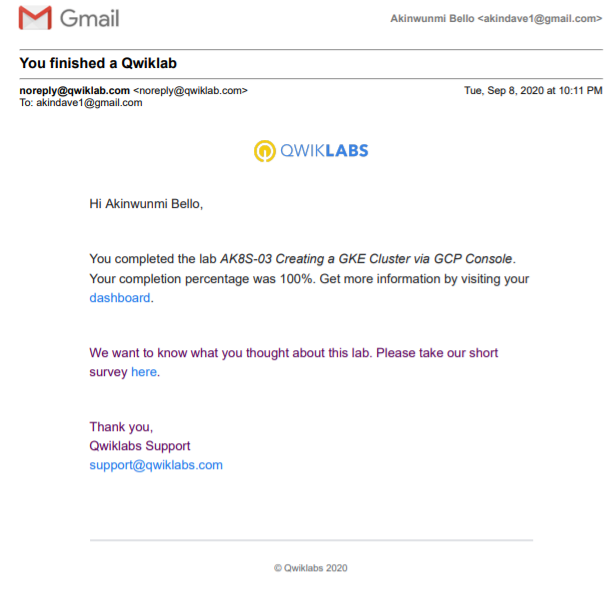 Gmail
Akinwunmi Bello <akindave1@gmail.com>
You finished a Qwiklab
noreply@qwiklab.com <noreply@qwiklab.com>
Tue, Sep 8, 2020 at 10:11 PM
To: akindave1@gmail.com
QWIKLABS
Hi Akinwunmi Bello,
You completed the lab AK8S-03 Creating a GKE Cluster via GCP Console.
Your completion percentage was 100%. Get more information by visiting your
dashboard.
We want to know what you thought about this lab. Please take our short
survey here.
Thank you,
Qwiklabs Support
support@qwiklabs.com
© Qwiklabs 2020